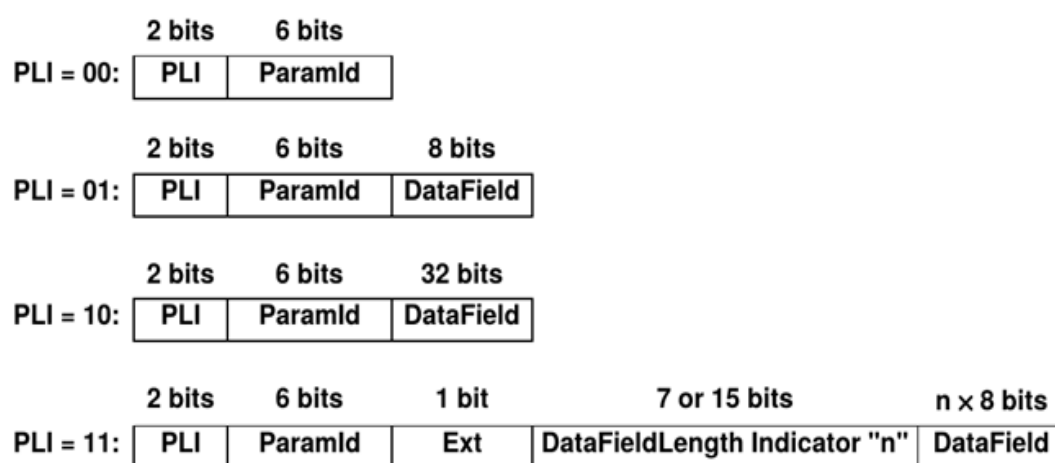 2 bits 6 bits
PLI = 00: PLI ParamId
2 bits 6 bits 8 bits
PLI = 01: PLI ParamId DataField
2 bits 6 bits 32 bits
PLI = 10: PLI ParamId DataField
2 bits 6 bits 1 bit 7 or 15 bits n × 8 bits
PLI = 11: PLI ParamId Ext DataFieldLength Indicator "n" DataField